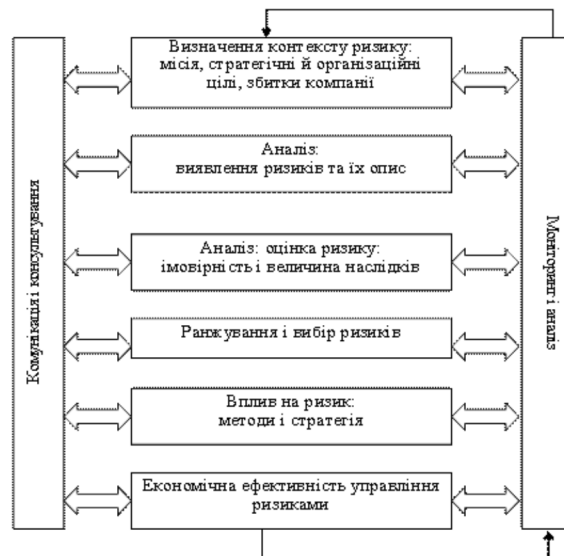 Комунікація і консультування
Визначення контексту ризику:
місія, стратегічні й організаційні
цілі, збитки компанії
Аналіз:
виявлення ризиків та їх опис
Аналіз: оцінка ризику:
імовірність і величина наслідків
Ранжування і вибір ризиків
Вплив на ризик:
методи і стратегія
Економічна ефективність управління
ризиками
Моніторинг і аналіз